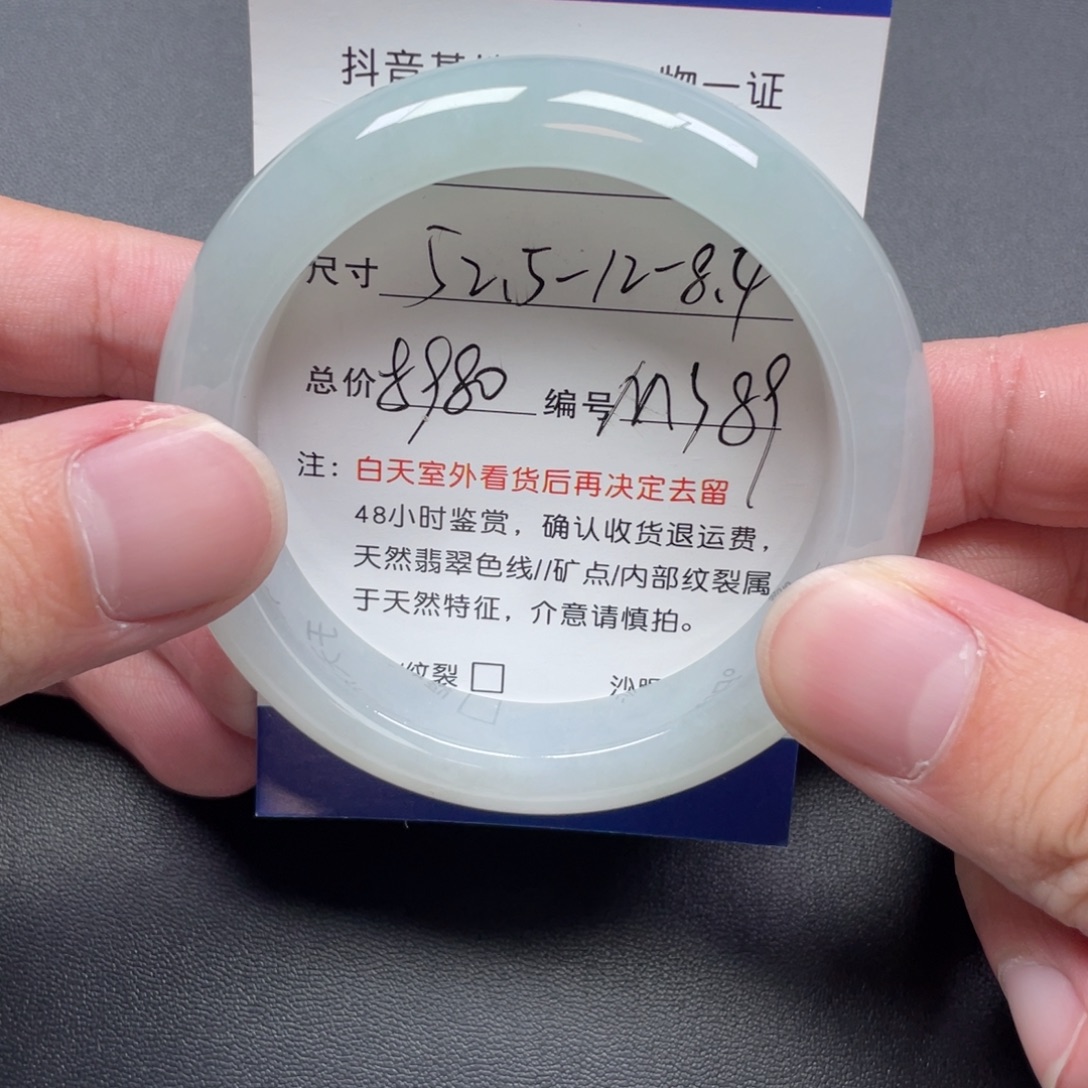 抖音基 物一证
尺寸 52.5-12-8.4
总价 8980 编号 M389
注：白天室外看货后再决定去留
48小时鉴赏，确认收货退运费，
天然翡翠色线//矿点/内部纹裂属
于天然特征，介意请慎拍。
纹裂 □